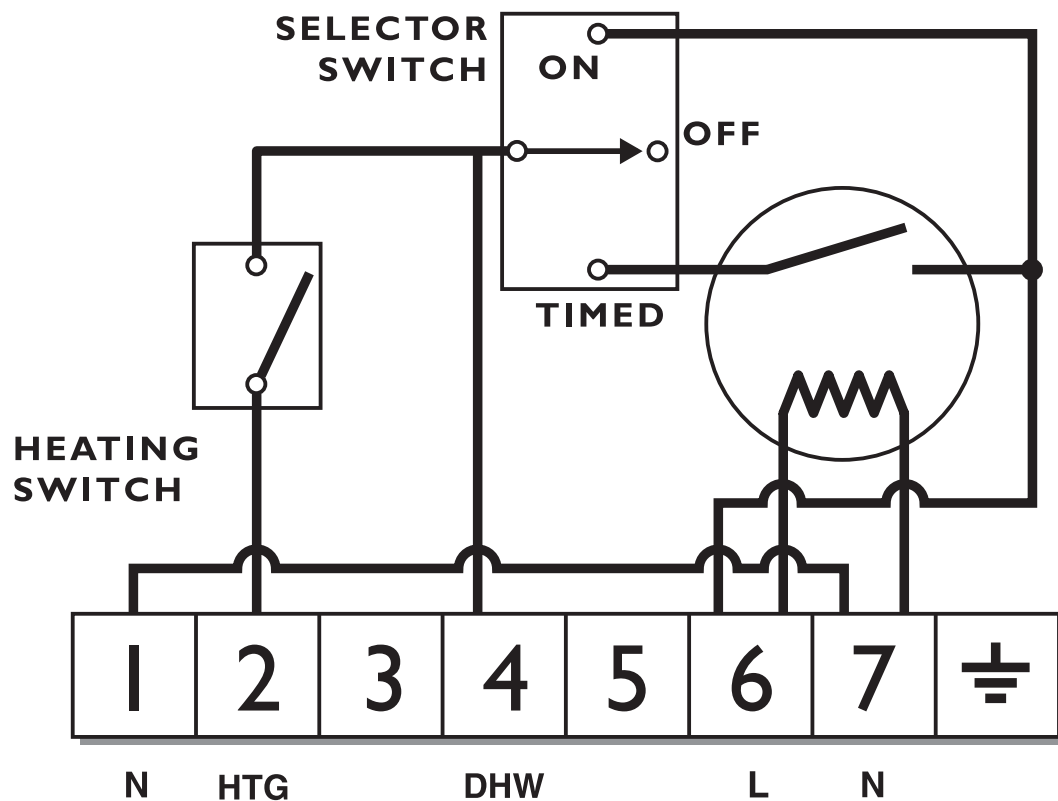 SELECTOR
SWITCH
ON
OFF
TIMED
HEATING
SWITCH
1 2 3 4 5 6 7
N HTG DHW L N